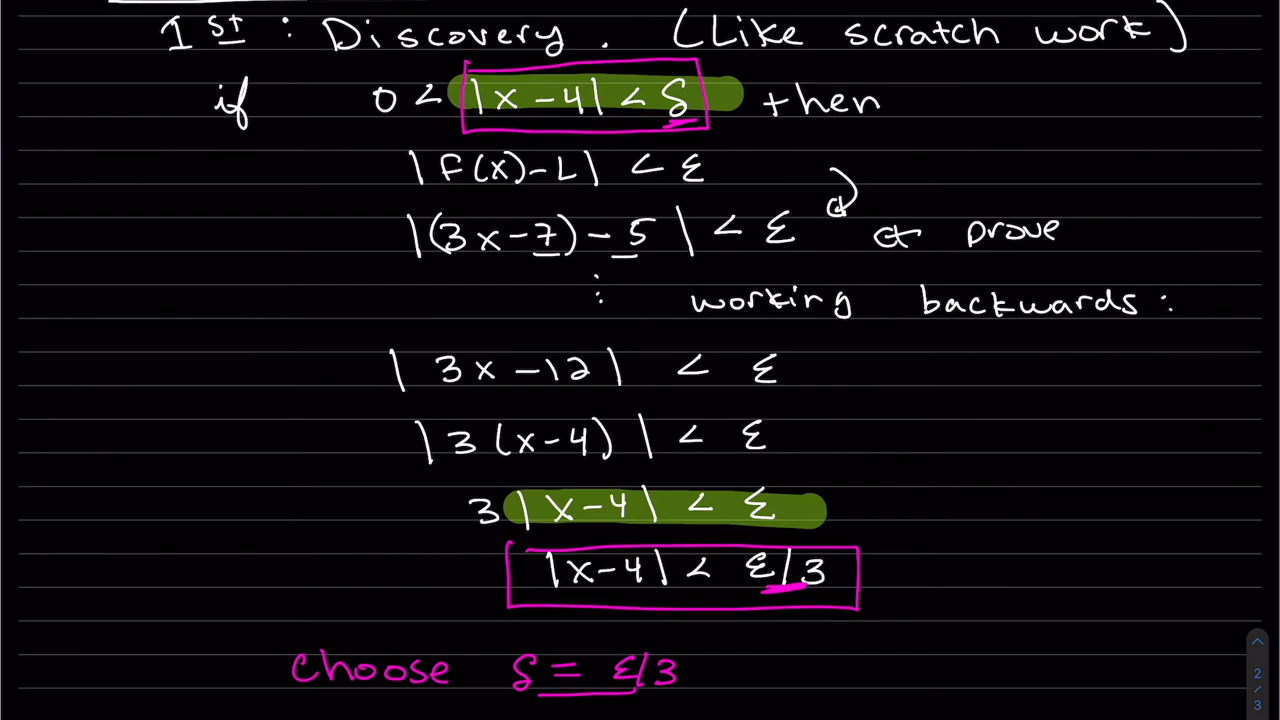 1st : Discovery. (Like scratch work)
if 0 < |x-4| < δ then
|f(x)-L| < ε
|(3x-7)-5| < ε prove
⋮ working backwards:
|3x-12| < ε
|3(x-4)| < ε
3|x-4| < ε
|x-4| < ε/3
choose δ = ε/3
2
/
3